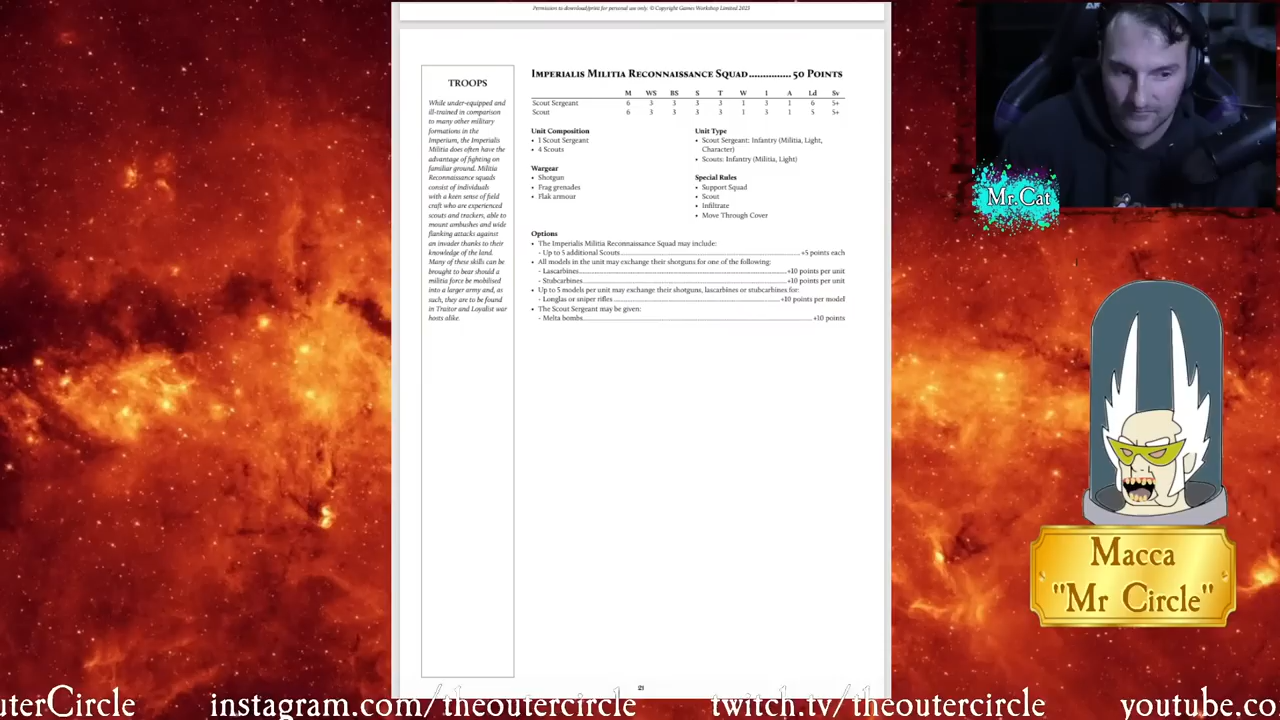 Permission to download/print for personal use only. © Copyright Games Workshop Limited 2023
TROOPS
While under-equipped and
ill-trained in comparison
to many other military
formations in the
Imperium, the Imperialis
Militia does often have the
advantage of fighting on
familiar ground. Militia
Reconnaissance squads
consist of individuals
with a keen sense of field
craft who are experienced
scouts and trackers, able to
mount ambushes and wide
flanking attacks against
an invader thanks to their
knowledge of the land.
Many of these skills can be
brought to bear should a
militia force be mobilised
into a larger army and, as
such, they are to be found
in Traitor and Loyalist war
hosts alike.
Imperialis Militia Reconnaissance Squad.............. 50 Points
M WS BS S T W I A Ld Sv
Scout Sergeant 6 3 3 3 3 1 3 1 6 5+
Scout 6 3 3 3 3 1 3 1 5 5+
Unit Composition
• 1 Scout Sergeant
• 4 Scouts
Wargear
• Shotgun
• Frag grenades
• Flak armour
Unit Type
• Scout Sergeant: Infantry (Militia, Light,
Character)
• Scouts: Infantry (Militia, Light)
Special Rules
• Support Squad
• Scout
• Infiltrate
• Move Through Cover
Options
• The Imperialis Militia Reconnaissance Squad may include:
- Up to 5 additional Scouts +5 points each
• All models in the unit may exchange their shotguns for one of the following:
- Lascarbines +10 points per unit
- Stubcarbines +10 points per unit
• Up to 5 models per unit may exchange their shotguns, lascarbines or stubcarbines for:
- Longlas or sniper rifles +10 points per model
• The Scout Sergeant may be given:
- Melta bombs +10 points
21
Mr.Cat
Macca
"Mr Circle"
uterCircle instagram.com/theoutercircle twitch.tv/theoutercircle youtube.co